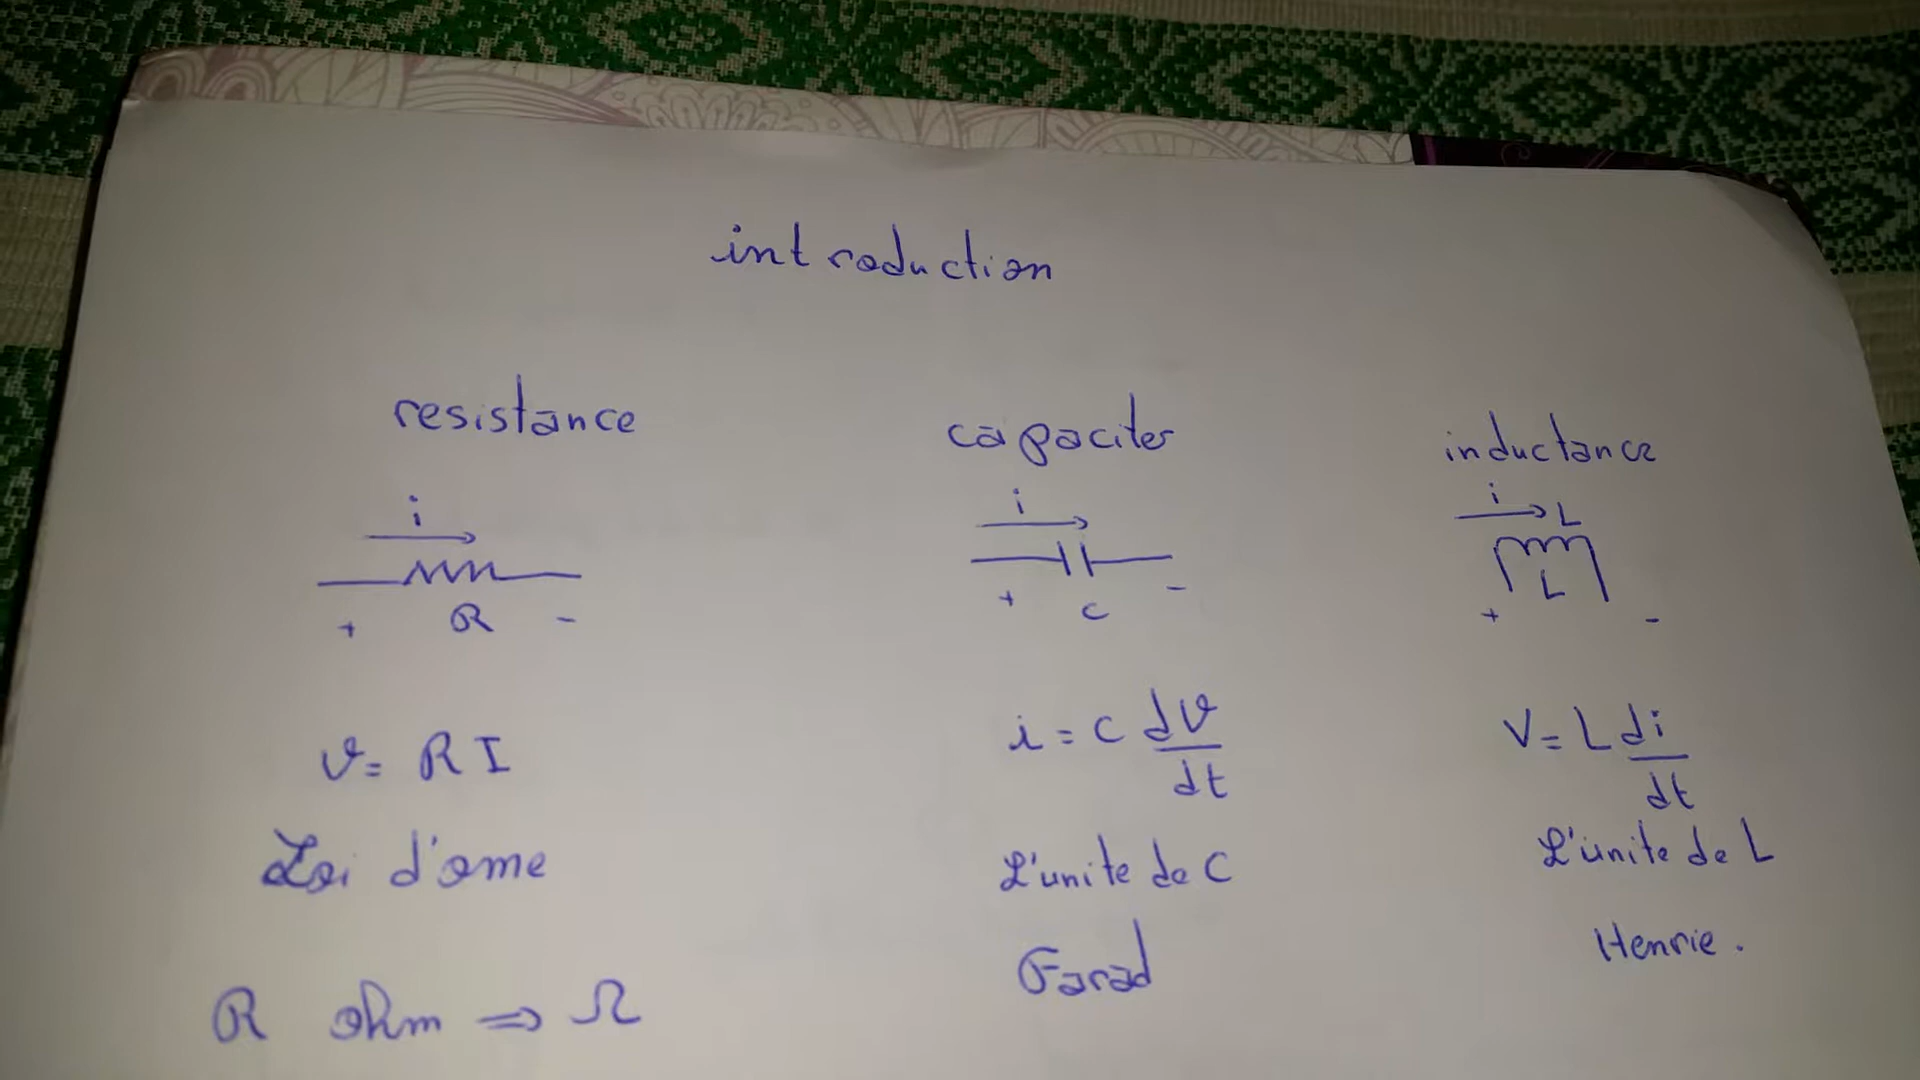 introduction
resistance
i
+ R -
v = R I
Loi d'ome
R ohm ⇒ Ω
capaciter
i
+ C -
i = C dv/dt
L'unite de C
Farad
inductance
i L
L
+ -
V = L di/dt
L'unite de L
Henrie.